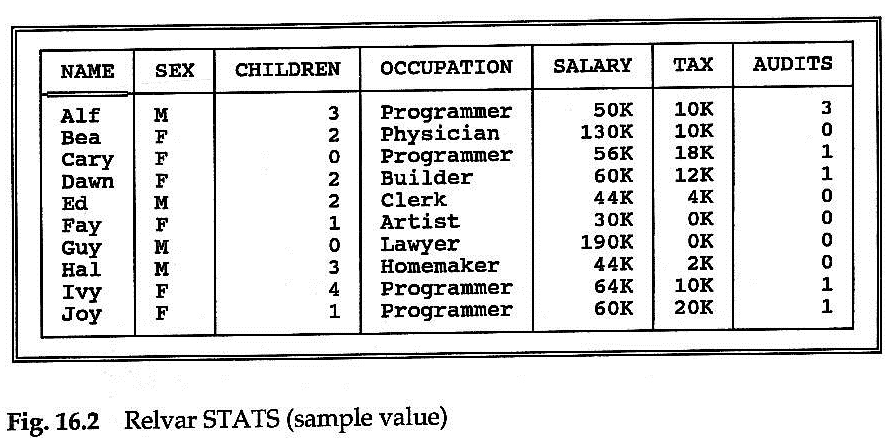 NAME SEX CHILDREN OCCUPATION SALARY TAX AUDITS
Alf M 3 Programmer 50K 10K 3
Bea F 2 Physician 130K 10K 0
Cary F 0 Programmer 56K 18K 1
Dawn F 2 Builder 60K 12K 1
Ed M 2 Clerk 44K 4K 0
Fay F 1 Artist 30K 0K 0
Guy M 0 Lawyer 190K 0K 0
Hal M 3 Homemaker 44K 2K 0
Ivy F 4 Programmer 64K 10K 1
Joy F 1 Programmer 60K 20K 1
Fig. 16.2 Relvar STATS (sample value)